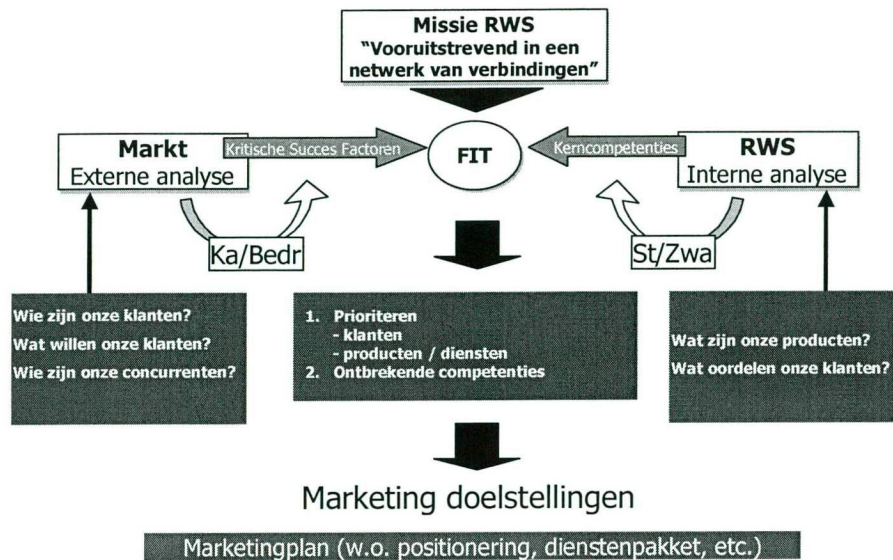 Missie RWS
“Vooruitstrevend in een
netwerk van verbindingen”
Markt
Externe analyse
Kritische Succes Factoren
FIT
Kerncompetenties
RWS
Interne analyse
Ka/Bedr
St/Zwa
Wie zijn onze klanten?
Wat willen onze klanten?
Wie zijn onze concurrenten?
1. Prioriteren
- klanten
- producten / diensten
2. Ontbrekende competenties
Wat zijn onze producten?
Wat oordelen onze klanten?
Marketing doelstellingen
Marketingplan (w.o. positionering, dienstenpakket, etc.)